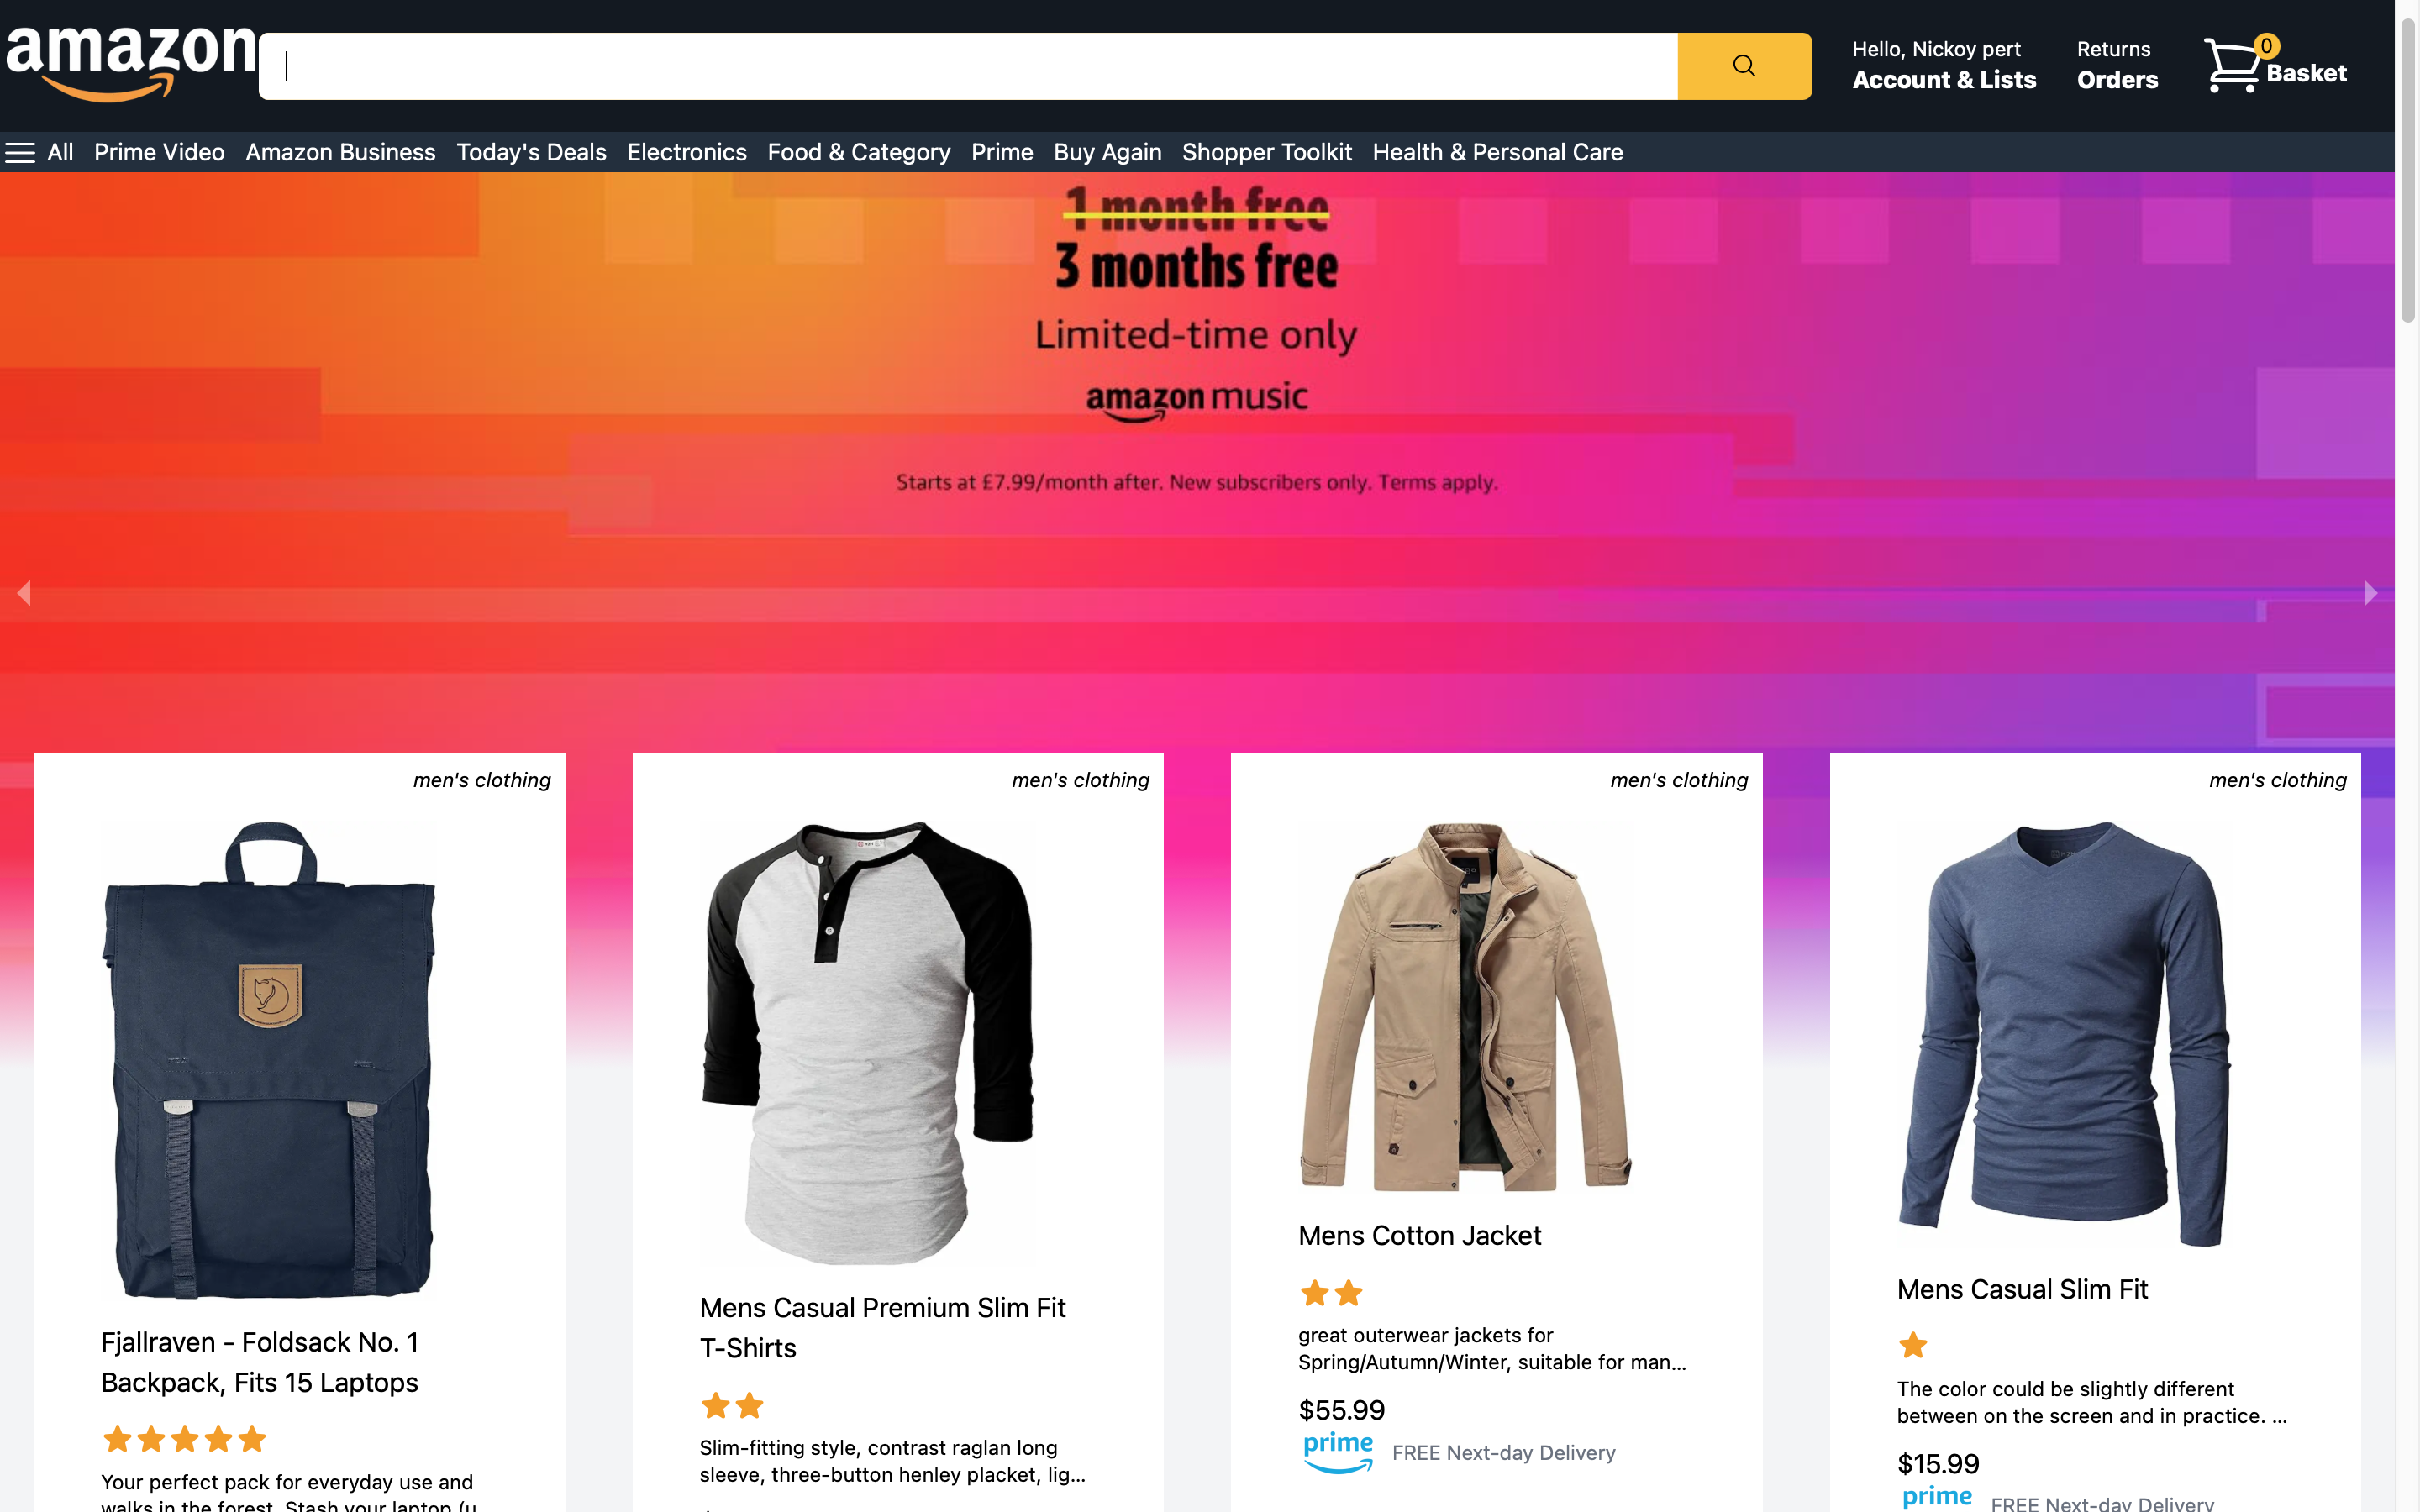 amazon
Hello, Nickoy pert
Account & Lists
Returns
Orders
0
Basket
All Prime Video Amazon Business Today's Deals Electronics Food & Category Prime Buy Again Shopper Toolkit Health & Personal Care
1 month free
3 months free
Limited-time only
amazon music
Starts at £7.99/month after. New subscribers only. Terms apply.
men's clothing
Fjallraven - Foldsack No. 1
Backpack, Fits 15 Laptops
Your perfect pack for everyday use and
walks in the forest. Stash your laptop (u
men's clothing
Mens Casual Premium Slim Fit
T-Shirts
Slim-fitting style, contrast raglan long
sleeve, three-button henley placket, lig...
men's clothing
Mens Cotton Jacket
great outerwear jackets for
Spring/Autumn/Winter, suitable for man...
$55.99
prime
FREE Next-day Delivery
men's clothing
Mens Casual Slim Fit
The color could be slightly different
between on the screen and in practice. ...
$15.99
prime
FREE Next-day Delivery